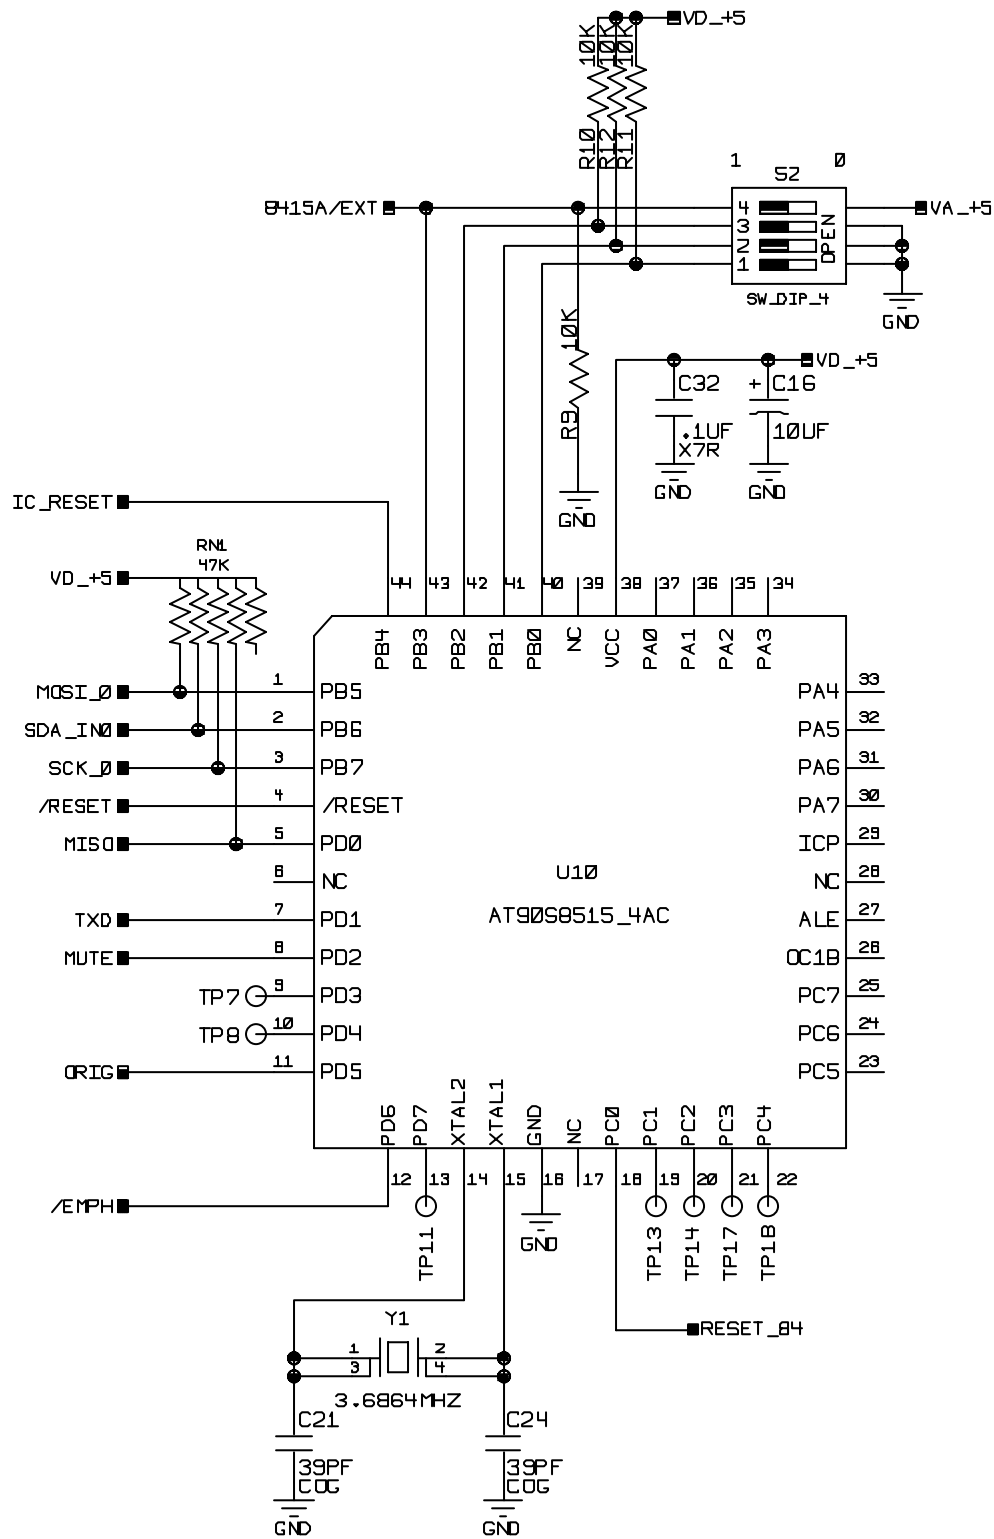 VD_+5
10K
10K
10K
R10
R12
R11
1 0
S2
8415A/EXT
4
3
2
1
OPEN
VA_+5
SW_DIP_4
GND
10K
R9
GND
VD_+5
C32
.1UF
X7R
GND
+ C16
10UF
GND
IC_RESET
RN1
47K
VD_+5
44 43 42 41 40 39 38 37 36 35 34
PB4 PB3 PB2 PB1 PB0 NC VCC PA0 PA1 PA2 PA3
MOSI_0 1 PB5
SDA_IN0 2 PB6
SCK_0 3 PB7
/RESET 4 /RESET
MISO 5 PD0
6 NC
TXD 7 PD1
MUTE 8 PD2
TP7 9 PD3
TP8 10 PD4
ORIG 11 PD5
U10
AT90S8515_4AC
PA4 33
PA5 32
PA6 31
PA7 30
ICP 29
NC 28
ALE 27
OC1B 26
PC7 25
PC6 24
PC5 23
PD6 PD7 XTAL2 XTAL1 GND NC PC0 PC1 PC2 PC3 PC4
12 13 14 15 16 17 18 19 20 21 22
/EMPH
TP11
GND
TP13
TP14
TP17
TP18
RESET_84
Y1
1 2
3 4
3.6864MHZ
C21
39PF
COG
GND
C24
39PF
COG
GND